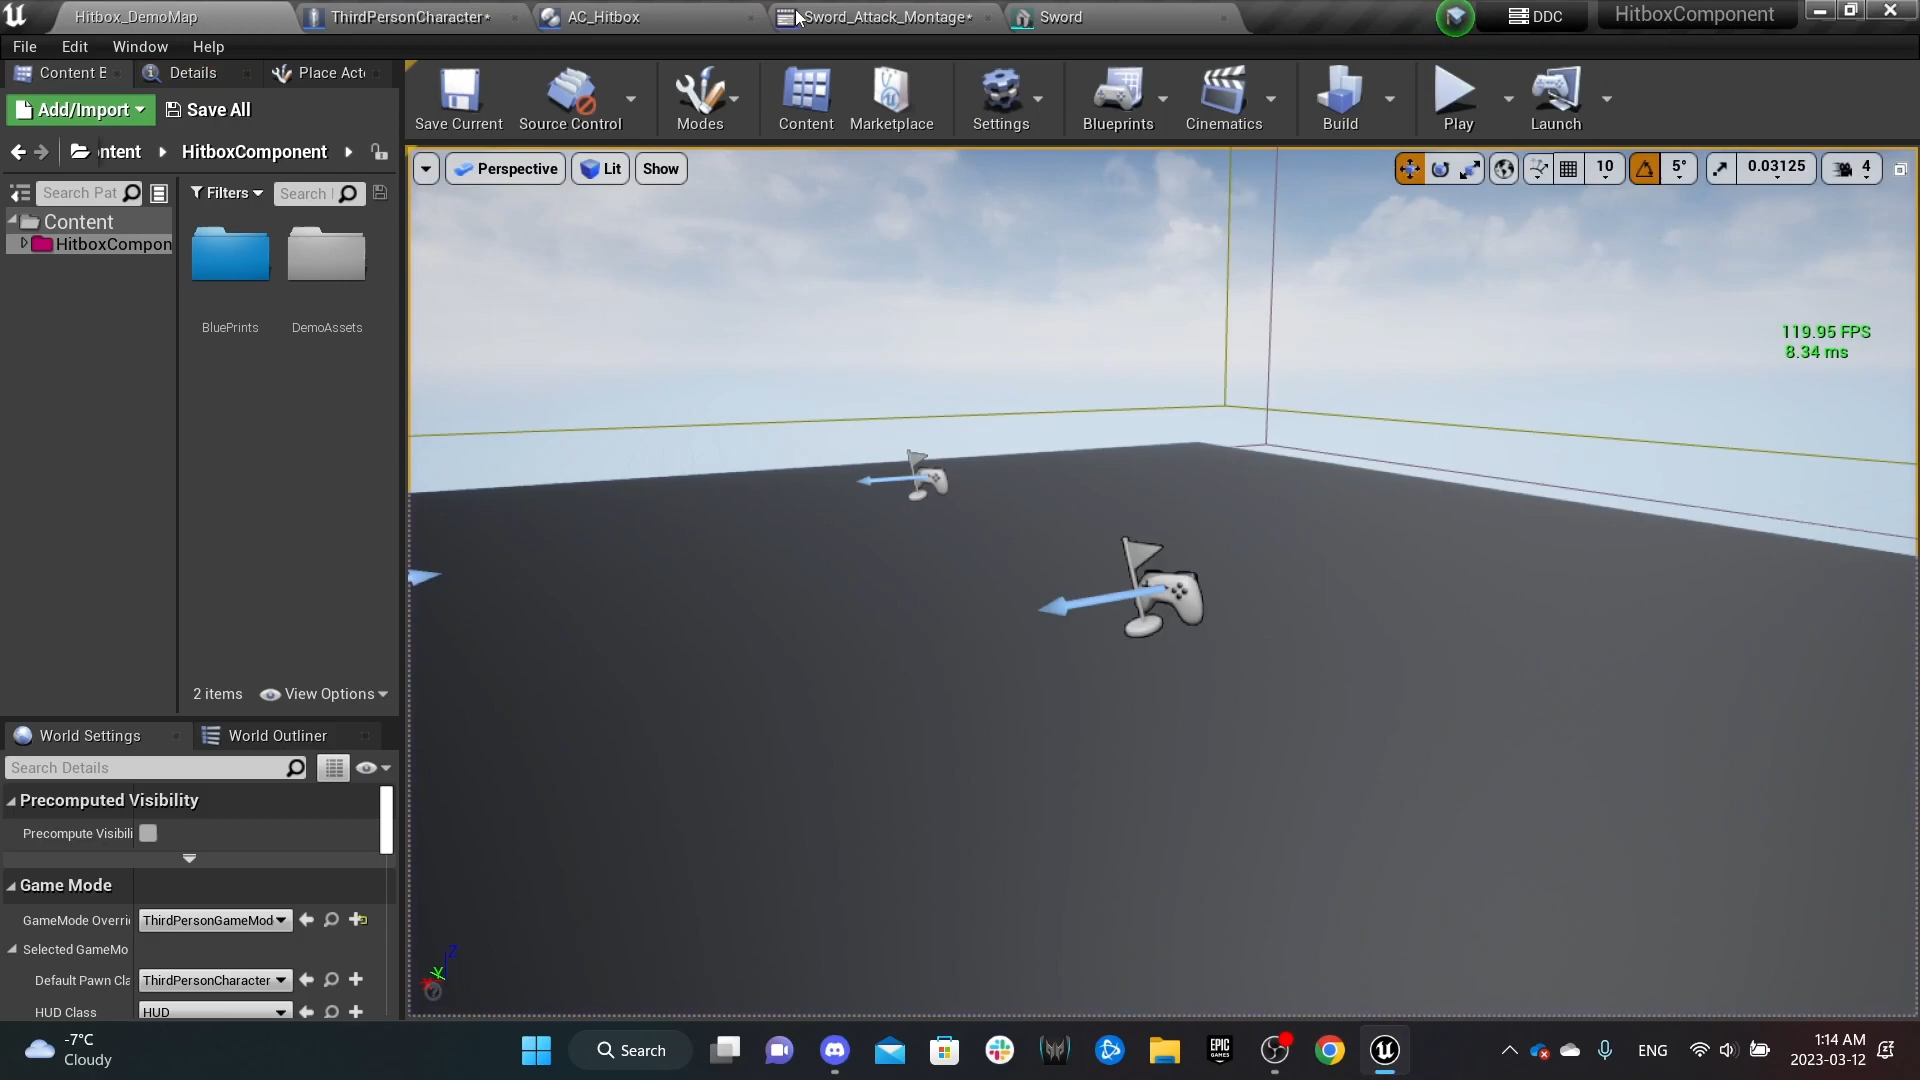 Hitbox_DemoMap
ThirdPersonCharacter*
AC_Hitbox
Sword_Attack_Montage*
Sword
DDC
HitboxComponent
File
Edit
Window
Help
Content B
Details
Place Act
Add/Import
Save All
Save Current
Source Control
Modes
Content
Marketplace
Settings
Blueprints
Cinematics
Build
Play
Launch
ntent
HitboxComponent
Perspective
Lit
Show
10
5°
0.03125
4
Search Pat
Filters
Search
Content
HitboxCompon
BluePrints
DemoAssets
119.95 FPS
8.34 ms
2 items
View Options
World Settings
World Outliner
Search Details
Precomputed Visibility
Precompute Visibili
Game Mode
GameMode Overri
ThirdPersonGameMod
Selected GameMo
Default Pawn Cla
ThirdPersonCharacter
HUD Class
HUD
Z
Y
X
-7°C
Cloudy
Search
EPIC
GAMES
ENG
1:14 AM
2023-03-12